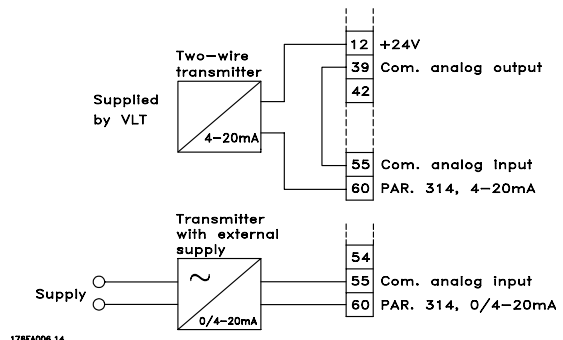 12 +24V
Two-wire
transmitter
39 Com. analog output
42
Supplied
by VLT
4-20mA
55 Com. analog input
60 PAR. 314, 4-20mA
Transmitter
with external
supply
54
~
55 Com. analog input
Supply
60 PAR. 314, 0/4-20mA
0/4-20mA
178FA006.14